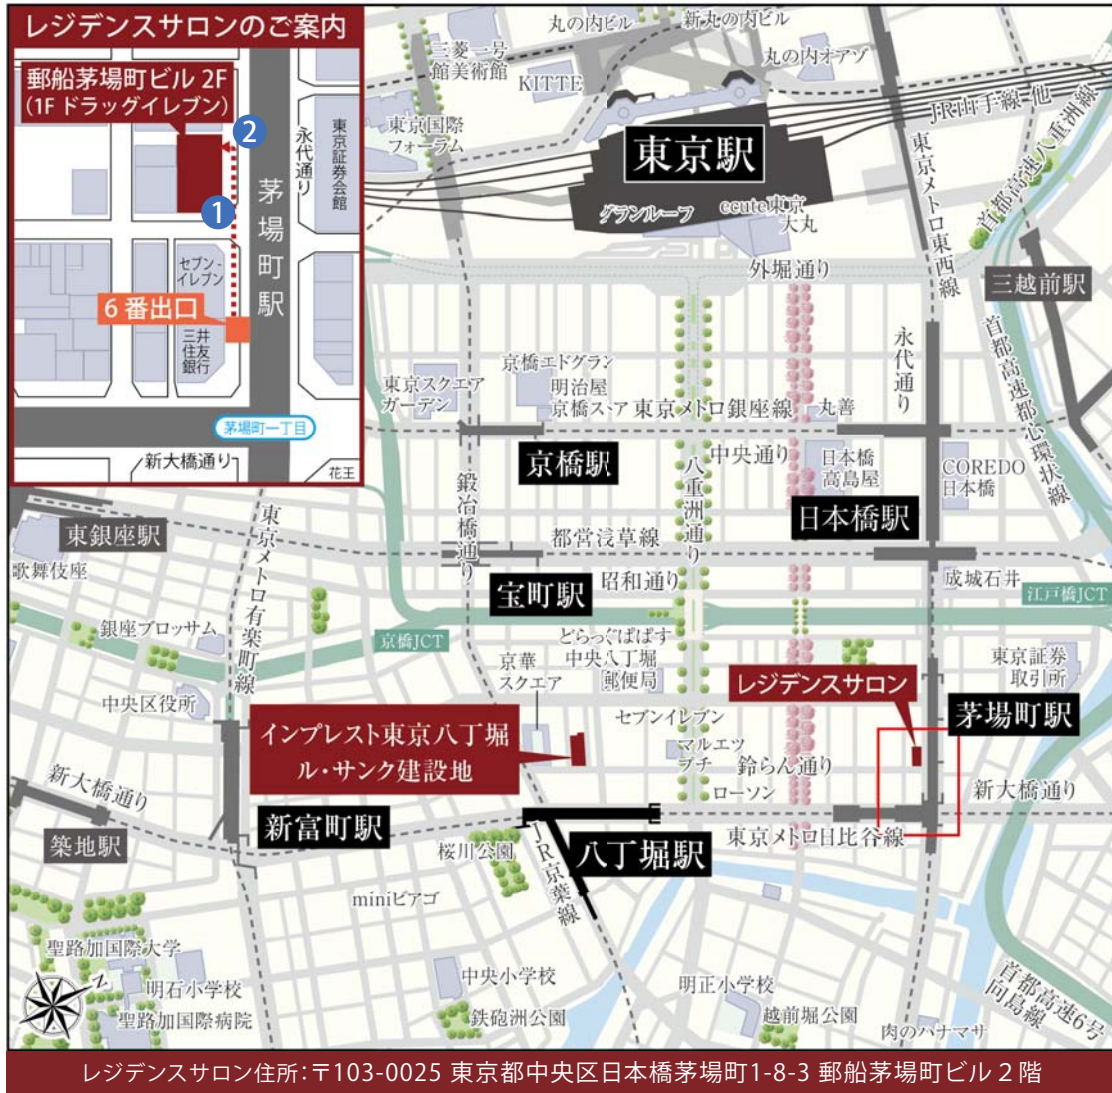 レジデンスサロンのご案内
郵船茅場町ビル 2F
(1F ドラッグイレブン)
2
1
永代通り
東京証券会館
茅場町駅
セブン-
イレブン
6 番出口
三井
住友
銀行
茅場町一丁目
新大橋通り
花王
丸の内ビル
新丸の内ビル
三菱一号
館美術館
KITTE
丸の内オアゾ
JR山手線 他
東京国際
フォーラム
東京駅
グランルーフ
ecute東京
大丸
東京メトロ東西線
首都高速八重洲線
外堀通り
三越前駅
首都高速都心環状線
永代通り
京橋エドグラン
東京スクエア
ガーデン
明治屋
京橋ストア
東京メトロ銀座線
丸善
京橋駅
中央通り
日本橋
高島屋
COREDO
日本橋
鍛冶橋通り
八重洲通り
日本橋駅
東銀座駅
歌舞伎座
東京メトロ有楽町線
都営浅草線
宝町駅
昭和通り
成城石井
江戸橋JCT
銀座ブロッサム
京橋JCT
どらっぐぱぱす
中央八丁堀
郵便局
京華
スクエア
東京証券
取引所
中央区役所
レジデンスサロン
茅場町駅
インプレスト東京八丁堀
ル・サンク建設地
セブンイレブン
マルエツ
プチ
鈴らん通り
ローソン
新大橋通り
新大橋通り
築地駅
新富町駅
桜川公園
八丁堀駅
東京メトロ日比谷線
JR京葉線
miniピアゴ
聖路加国際大学
明石小学校
聖路加国際病院
N
中央小学校
鉄砲洲公園
明正小学校
越前堀公園
肉のハナマサ
首都高速6号
向島線
レジデンスサロン住所:〒103-0025 東京都中央区日本橋茅場町1-8-3 郵船茅場町ビル 2 階